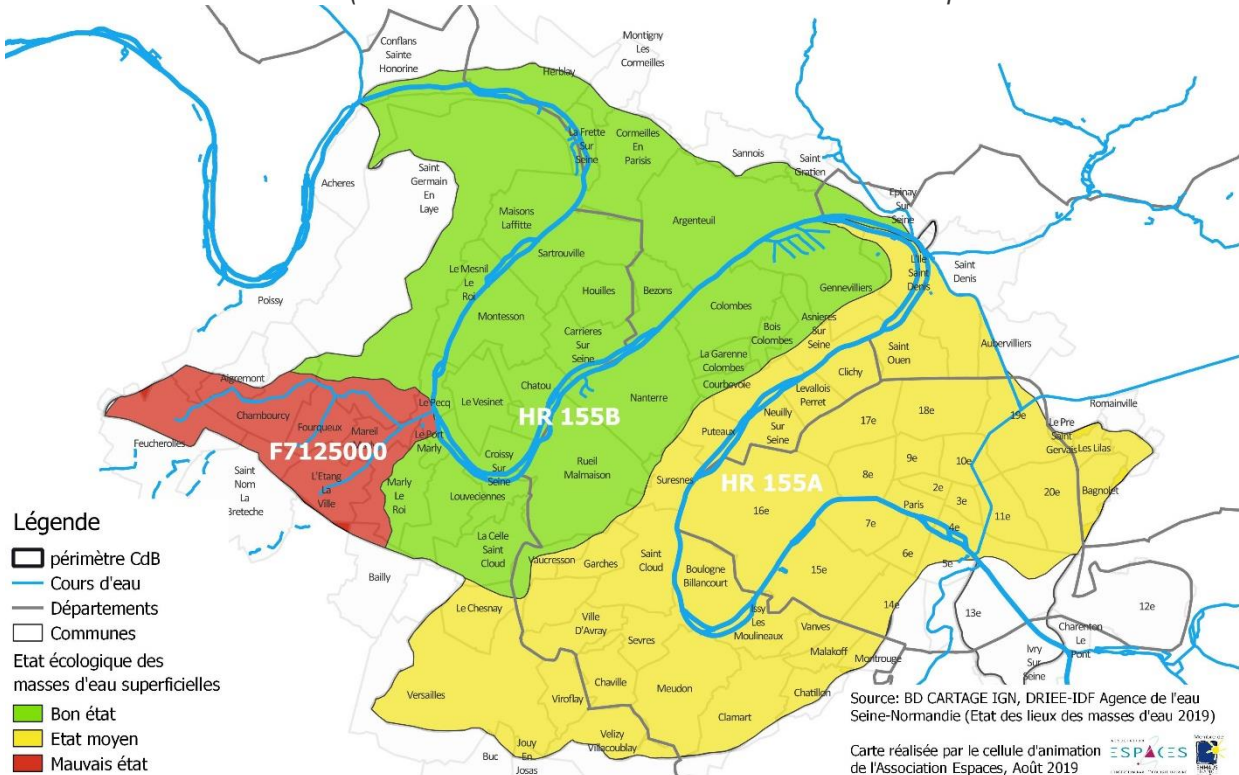 Conflans
Sainte
Honorine
Montigny
Les
Cormeilles
Herblay
La Frette
Sur
Seine
Cormeilles
En
Parisis
Sannois
Saint
Gratien
Acheres
Saint
Germain
En
Laye
Epinay
Sur
Seine
Maisons
Laffitte
Argenteuil
Sartrouville
L'Ile
Saint
Denis
Saint
Denis
Le Mesnil
Le
Roi
Poissy
Houilles
Bezons
Gennevilliers
Colombes
Montesson
Carrieres
Sur
Seine
Bois
Colombes
Asnieres
Sur
Seine
Saint
Ouen
Aubervilliers
La Garenne
Colombes
Courbevoie
Clichy
Aigremont
Chambourcy
Le Pecq
Le Vesinet
Chatou
HR 155B
Nanterre
Levallois
Perret
Neuilly
Sur
Seine
Puteaux
17e
18e
19e
Romainville
Le Pre
Saint
Gervais
Les Lilas
Feucherolles
Fourqueux
Mareil
F7125000
Le Port
Marly
Croissy
Sur
Seine
Rueil
Malmaison
Suresnes
HR 155A
8e
9e
10e
2e
3e
20e
Bagnolet
Saint
Nom
La
Breteche
L'Etang
La
Ville
Marly
Le
Roi
Louveciennes
16e
7e
Paris
4e
11e
La Celle
Saint
Cloud
Vaucresson
Garches
Saint
Cloud
Boulogne
Billancourt
15e
6e
5e
Bailly
Le Chesnay
Ville
D'Avray
Sevres
Issy
Les
Moulineaux
Vanves
Malakoff
Montrouge
14e
13e
12e
Charenton
Le
Pont
Ivry
Sur
Seine
Versailles
Viroflay
Chaville
Meudon
Chatillon
Clamart
Velizy
Villacoublay
Buc
Jouy
En
Josas
Légende
périmètre CdB
Cours d'eau
Départements
Communes
Etat écologique des
masses d'eau superficielles
Bon état
Etat moyen
Mauvais état
Source: BD CARTAGE IGN, DRIEE-IDF Agence de l'eau
Seine-Normandie (Etat des lieux des masses d'eau 2019)
Carte réalisée par le cellule d'animation
de l'Association Espaces, Août 2019
ESPACES